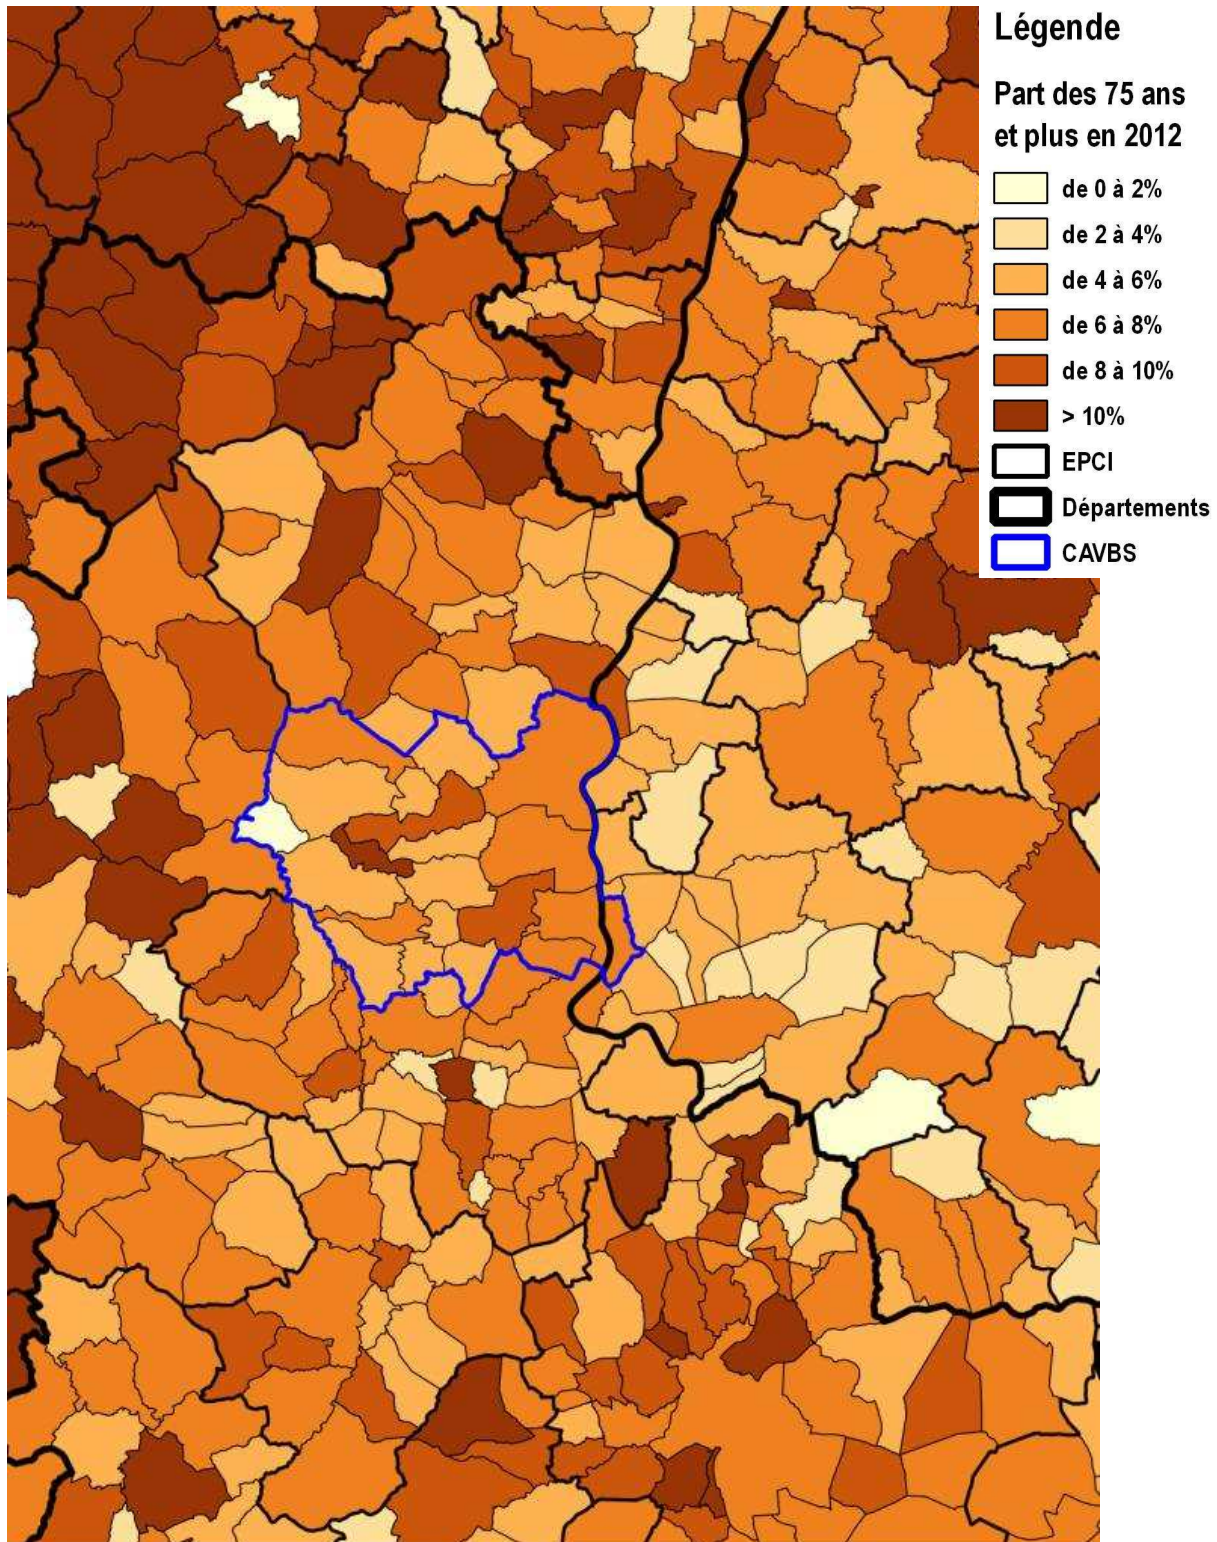 Légende
Part des 75 ans
et plus en 2012
de 0 à 2%
de 2 à 4%
de 4 à 6%
de 6 à 8%
de 8 à 10%
> 10%
EPCI
Départements
CAVBS